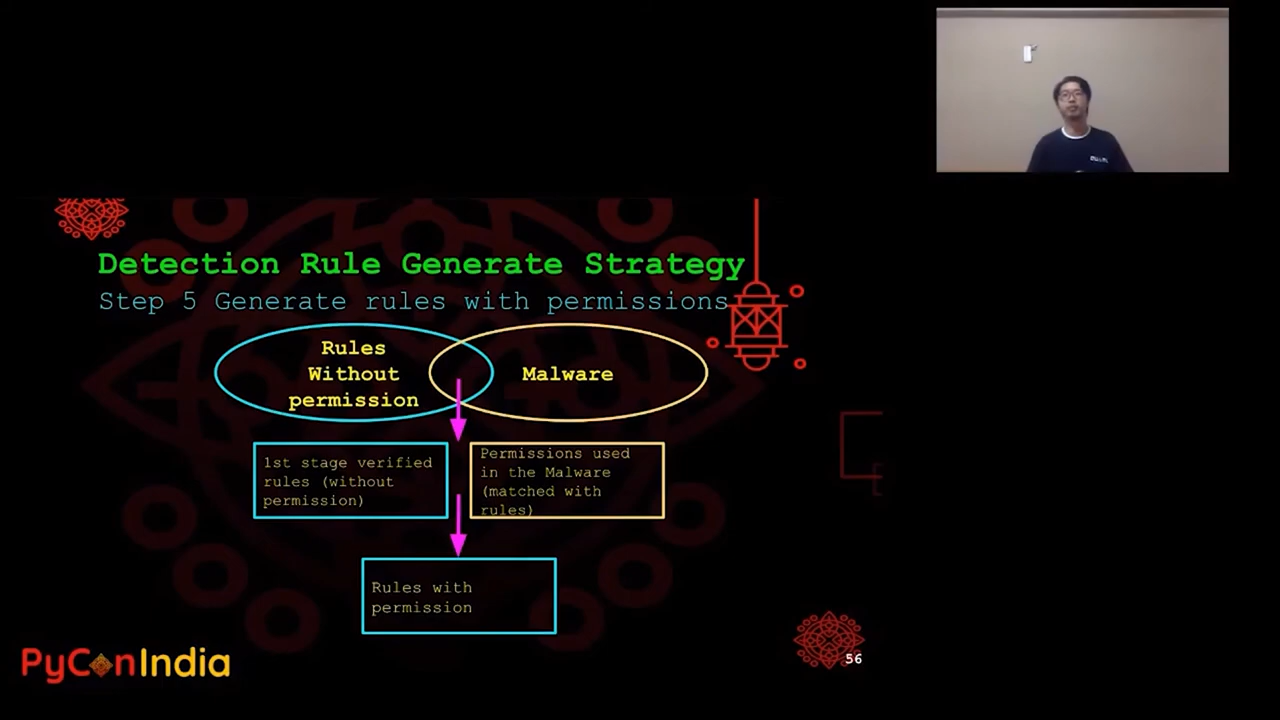 Detection Rule Generate Strategy
Step 5 Generate rules with permissions
Rules
Without
permission
Malware
1st stage verified
rules (without
permission)
Permissions used
in the Malware
(matched with
rules)
Rules with
permission
PyConIndia
56